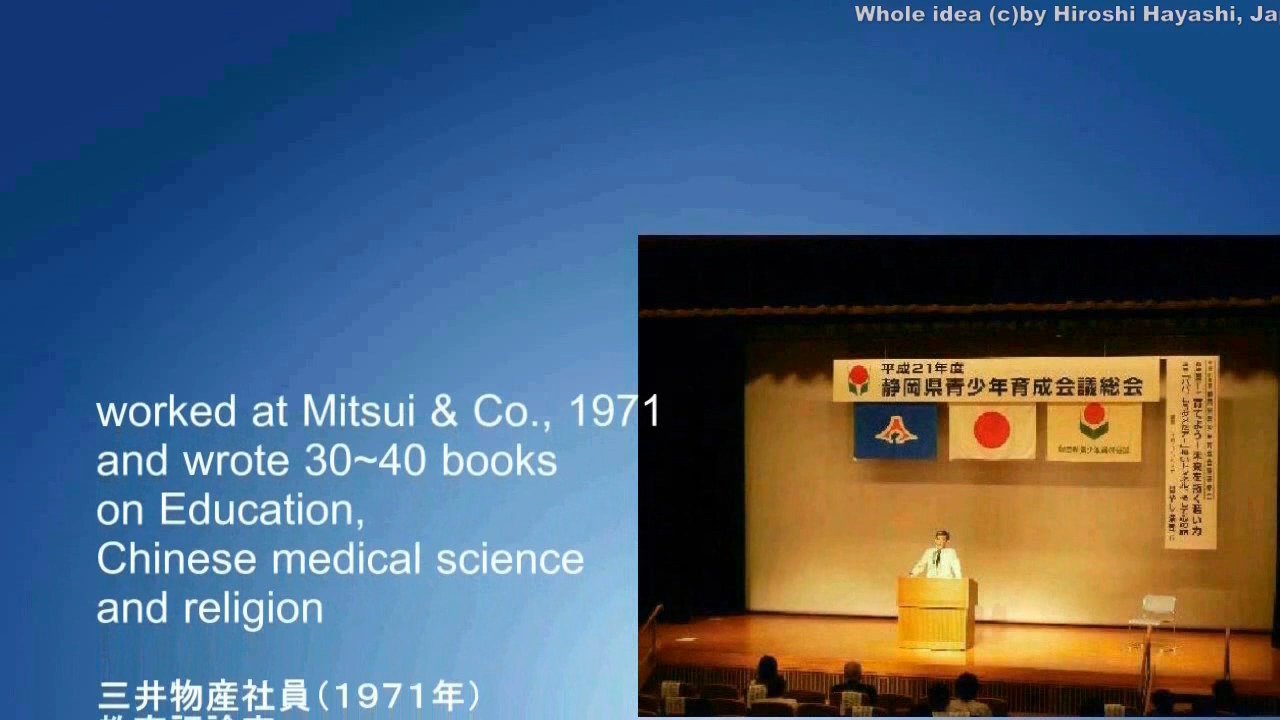 Whole idea (c)by Hiroshi Hayashi, Ja
平成21年度
静岡県青少年育成会議総会
worked at Mitsui & Co., 1971
and wrote 30~40 books
on Education,
Chinese medical science
and religion
三井物産社員(1971年)